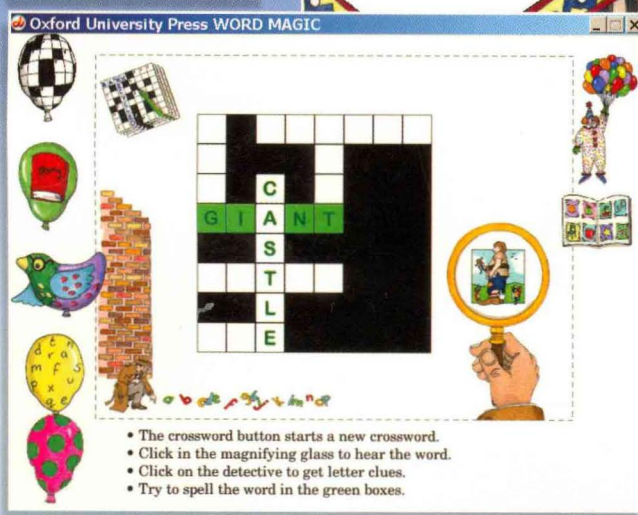 Oxford University Press WORD MAGIC
story
C
G I A N T
S
T
L
E
• The crossword button starts a new crossword.
• Click in the magnifying glass to hear the word.
• Click on the detective to get letter clues.
• Try to spell the word in the green boxes.